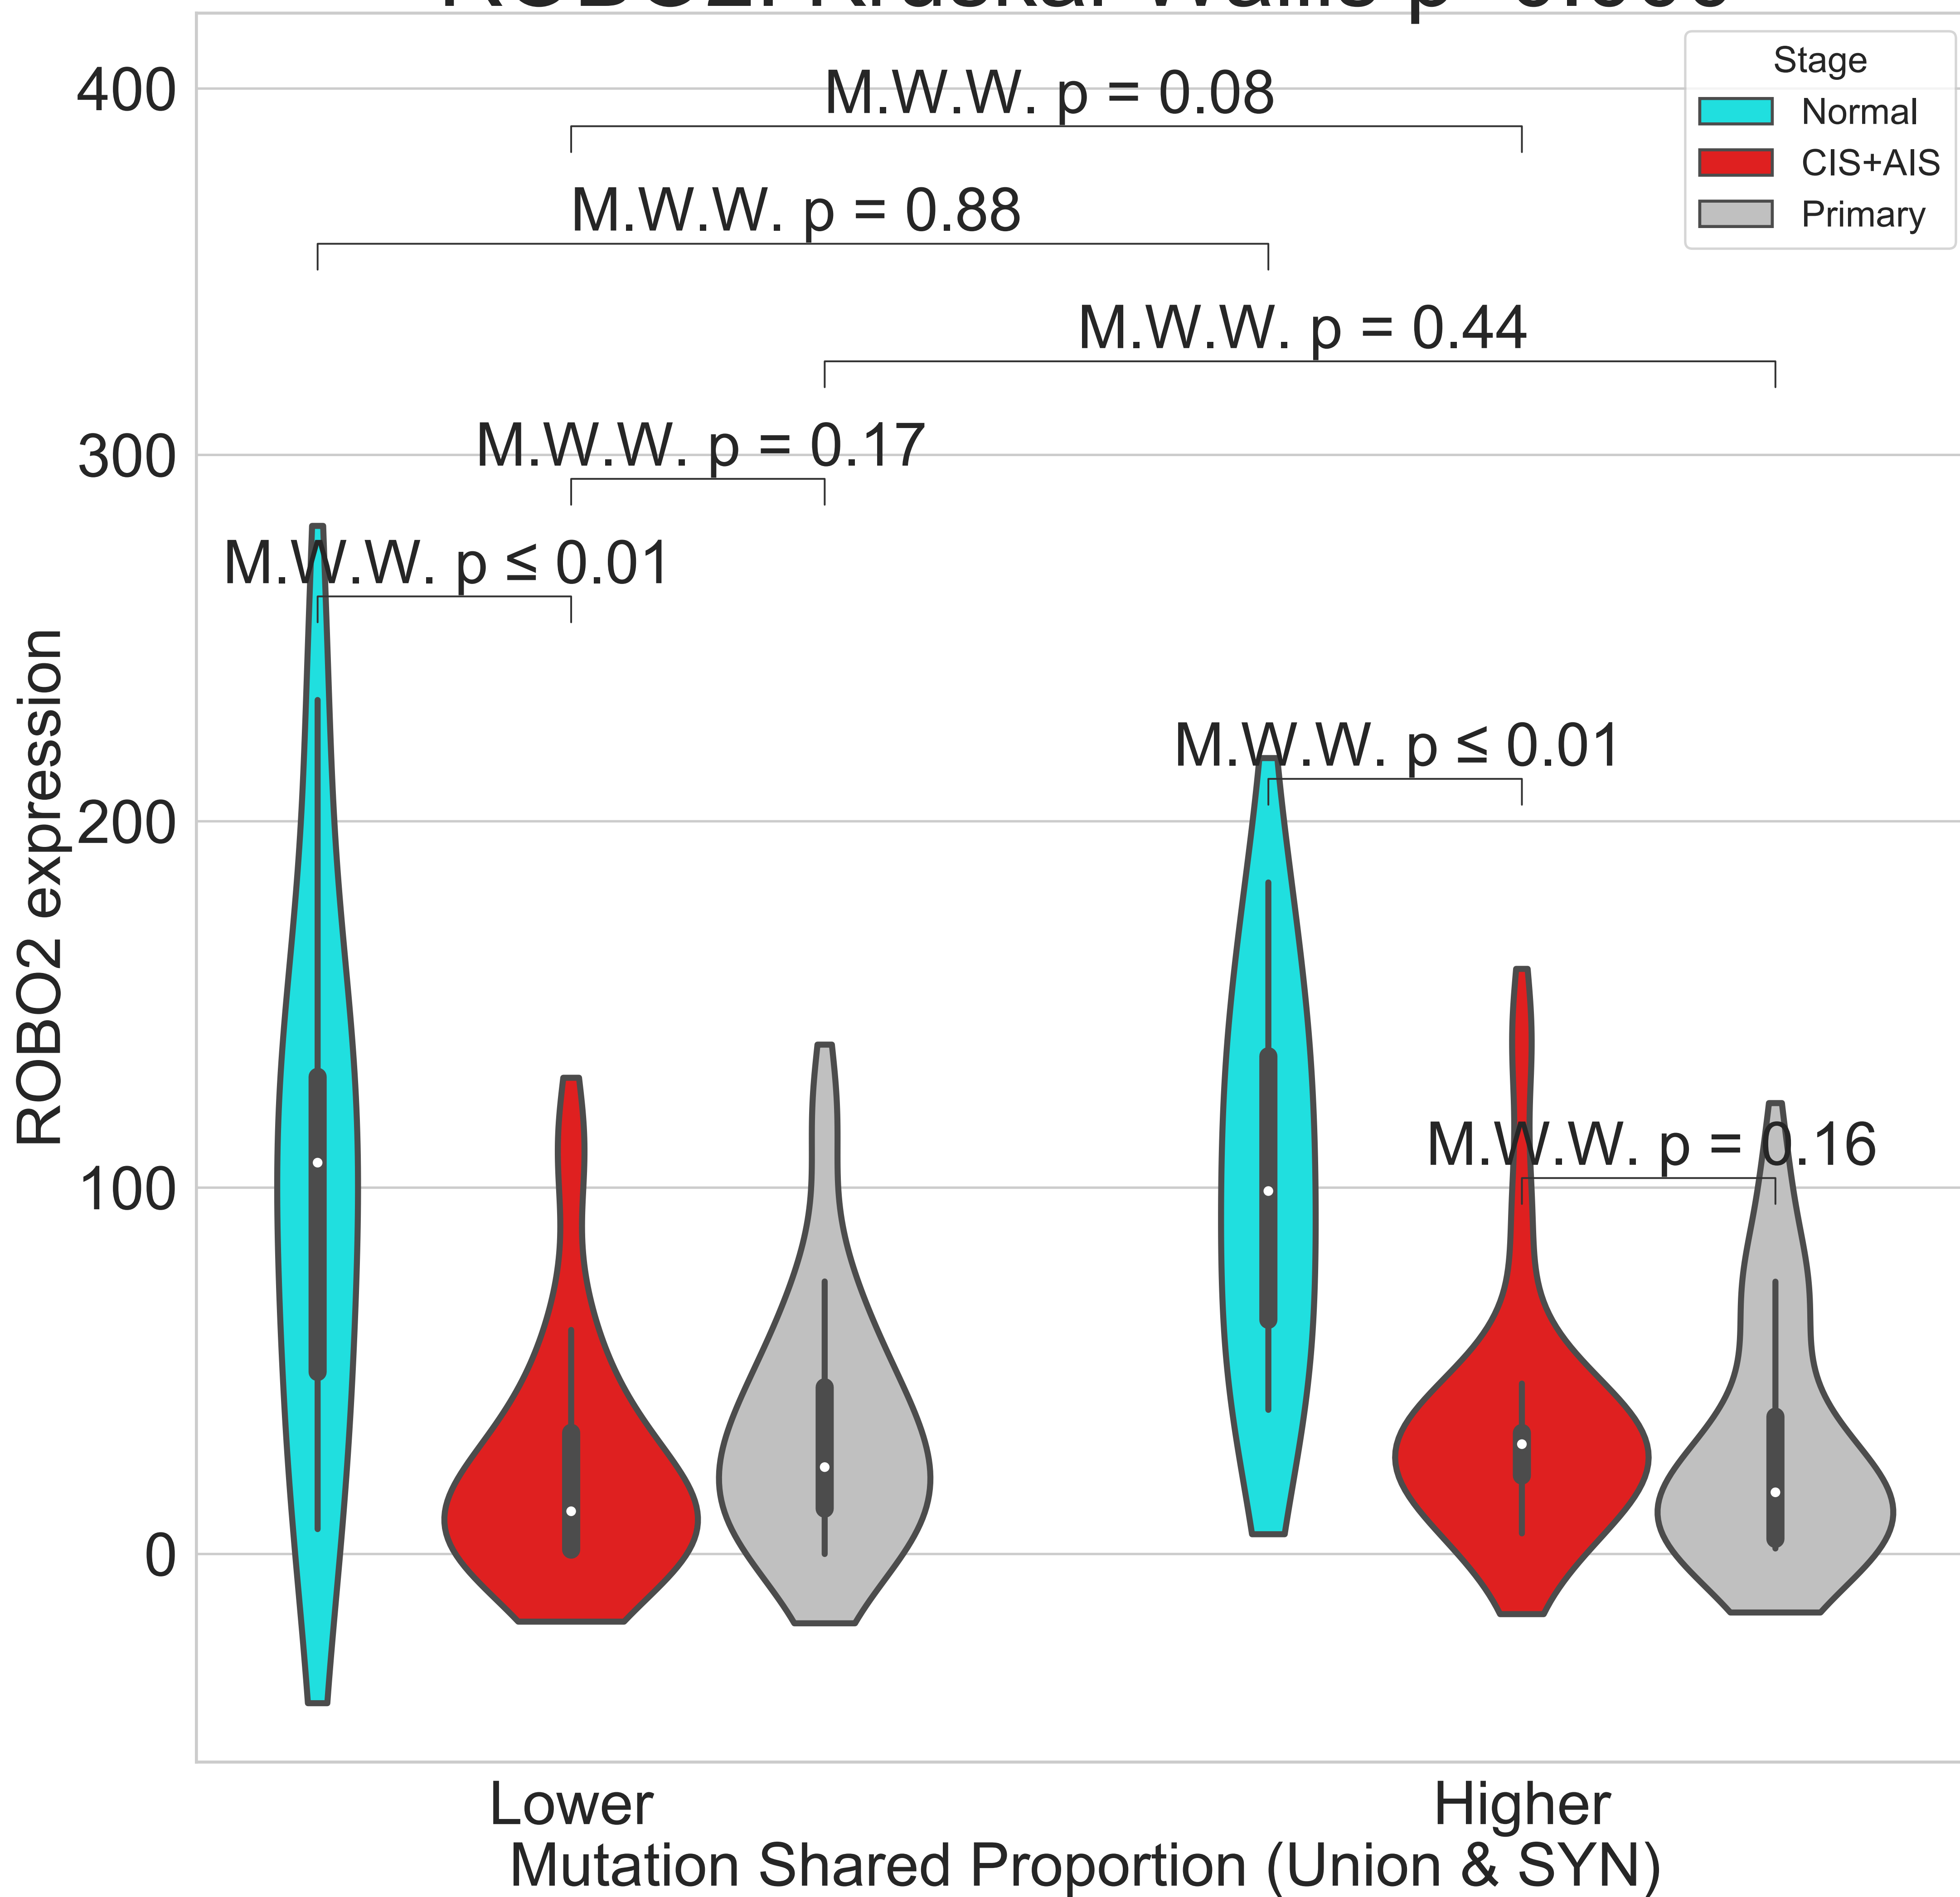 400
M.W.W. p = 0.08
Stage
Normal
CIS+AIS
Primary
M.W.W. p = 0.88
M.W.W. p = 0.44
300
M.W.W. p = 0.17
M.W.W. p ≤ 0.01
ROBO2 expression
200
M.W.W. p ≤ 0.01
100
M.W.W. p = 0.16
0
Lower
Higher
Mutation Shared Proportion (Union & SYN)